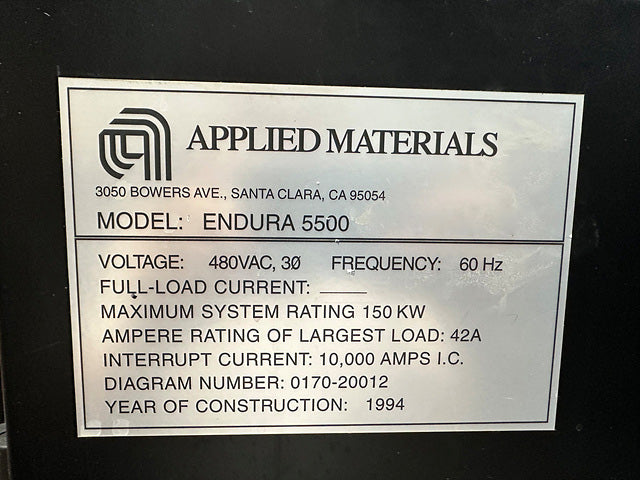 APPLIED MATERIALS
3050 BOWERS AVE., SANTA CLARA, CA 95054
MODEL: ENDURA 5500
VOLTAGE: 480VAC, 3Ø FREQUENCY: 60 Hz
FULL-LOAD CURRENT: ____
MAXIMUM SYSTEM RATING 150 KW
AMPERE RATING OF LARGEST LOAD: 42A
INTERRUPT CURRENT: 10,000 AMPS I.C.
DIAGRAM NUMBER: 0170-20012
YEAR OF CONSTRUCTION: 1994